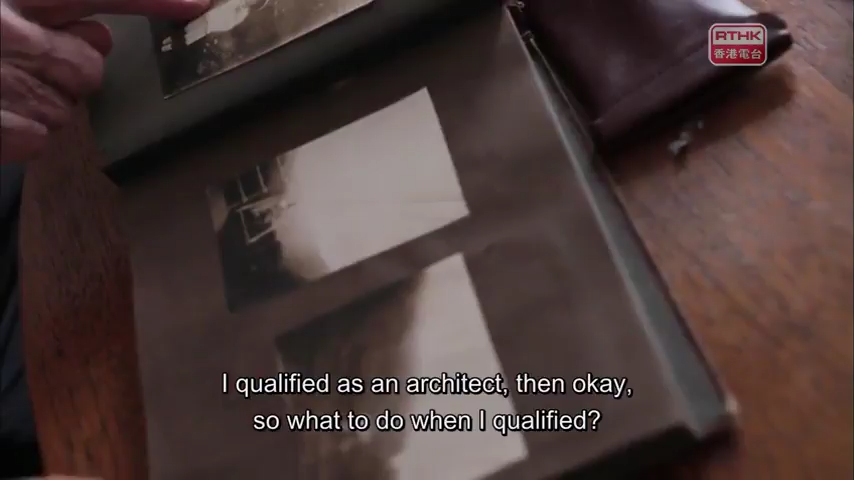 RTHK
香港電台
I qualified as an architect, then okay,
so what to do when I qualified?